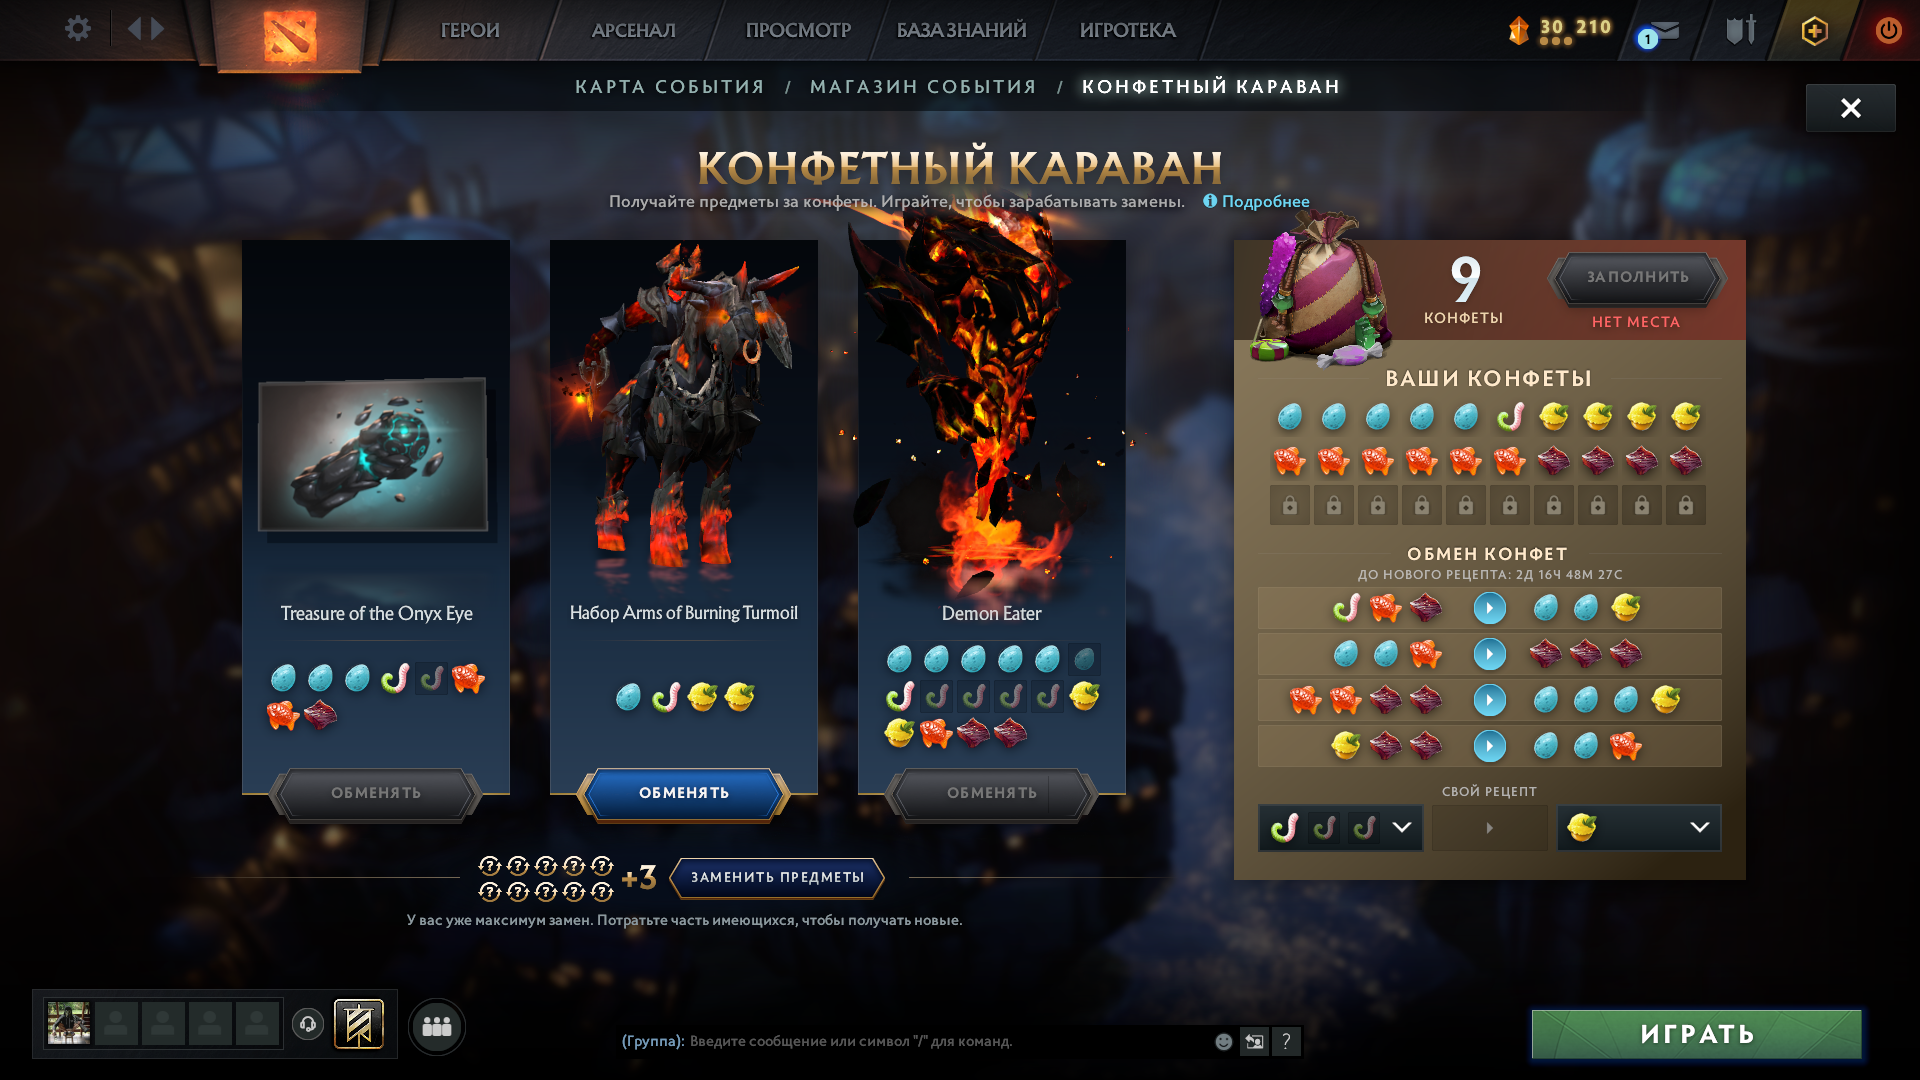 ГЕРОИ АРСЕНАЛ ПРОСМОТР БАЗА ЗНАНИЙ ИГРОТЕКА 30 210 1
КАРТА СОБЫТИЯ / МАГАЗИН СОБЫТИЯ / КОНФЕТНЫЙ КАРАВАН
КОНФЕТНЫЙ КАРАВАН
Получайте предметы за конфеты. Играйте, чтобы зарабатывать замены. Подробнее
Treasure of the Onyx Eye
ОБМЕНЯТЬ
Набор Arms of Burning Turmoil
ОБМЕНЯТЬ
Demon Eater
ОБМЕНЯТЬ
+3 ЗАМЕНИТЬ ПРЕДМЕТЫ
У вас уже максимум замен. Потратьте часть имеющихся, чтобы получать новые.
9
КОНФЕТЫ
ЗАПОЛНИТЬ
НЕТ МЕСТА
ВАШИ КОНФЕТЫ
ОБМЕН КОНФЕТ
ДО НОВОГО РЕЦЕПТА: 2Д 16Ч 48М 27С
СВОЙ РЕЦЕПТ
(Группа): Введите сообщение или символ "/" для команд. ?
ИГРАТЬ